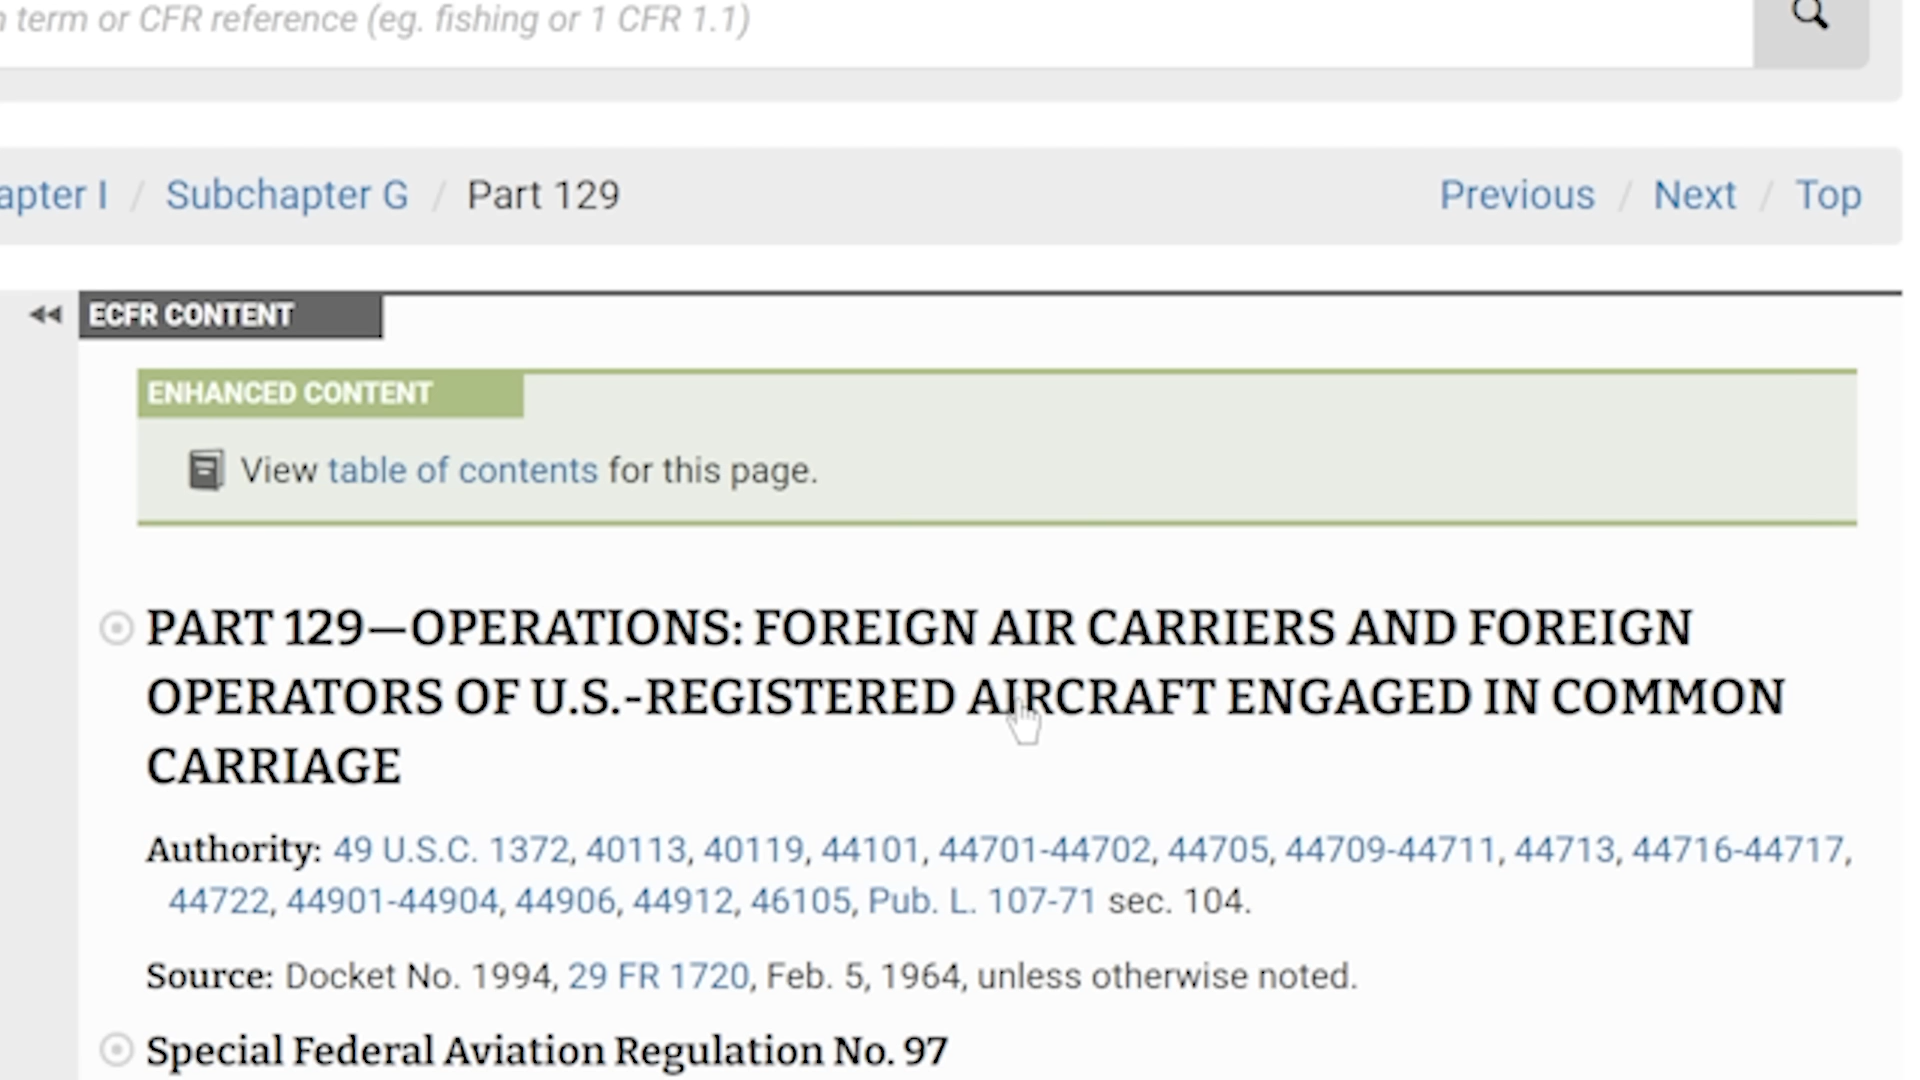 term or CFR reference (eg. fishing or 1 CFR 1.1)
apter I / Subchapter G / Part 129
Previous / Next / Top
ECFR CONTENT
ENHANCED CONTENT
View table of contents for this page.
PART 129—OPERATIONS: FOREIGN AIR CARRIERS AND FOREIGN
OPERATORS OF U.S.-REGISTERED AIRCRAFT ENGAGED IN COMMON
CARRIAGE
Authority: 49 U.S.C. 1372, 40113, 40119, 44101, 44701-44702, 44705, 44709-44711, 44713, 44716-44717,
44722, 44901-44904, 44906, 44912, 46105, Pub. L. 107-71 sec. 104.
Source: Docket No. 1994, 29 FR 1720, Feb. 5, 1964, unless otherwise noted.
Special Federal Aviation Regulation No. 97